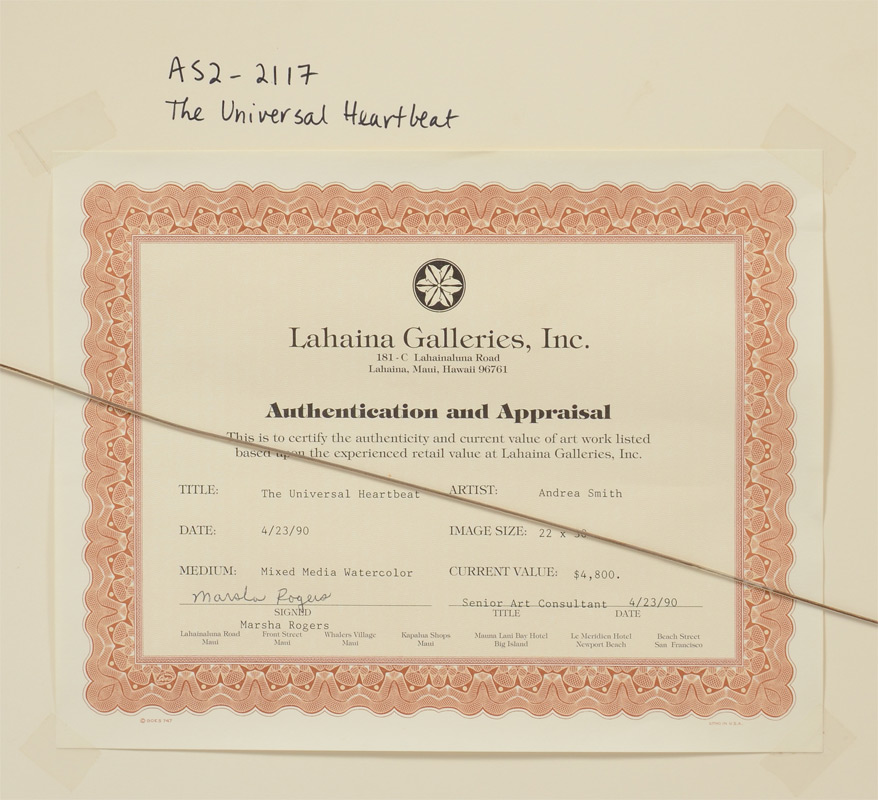 AS2-2117
The Universal Heartbeat
Lahaina Galleries, Inc.
181-C Lahainaluna Road
Lahaina, Maui, Hawaii 96761
Authentication and Appraisal
This is to certify the authenticity and current value of art work listed
based upon the experienced retail value at Lahaina Galleries, Inc.
TITLE: The Universal Heartbeat ARTIST: Andrea Smith
DATE: 4/23/90 IMAGE SIZE: 22 x 30
MEDIUM: Mixed Media Watercolor CURRENT VALUE: $4,800.
Marsha Rogers Senior Art Consultant 4/23/90
SIGNED TITLE DATE
Marsha Rogers
Lahainaluna Road Front Street Whalers Village Kapalua Shops Mauna Lani Bay Hotel Le Meridien Hotel Beach Street
Maui Maui Maui Maui Big Island Newport Beach San Francisco